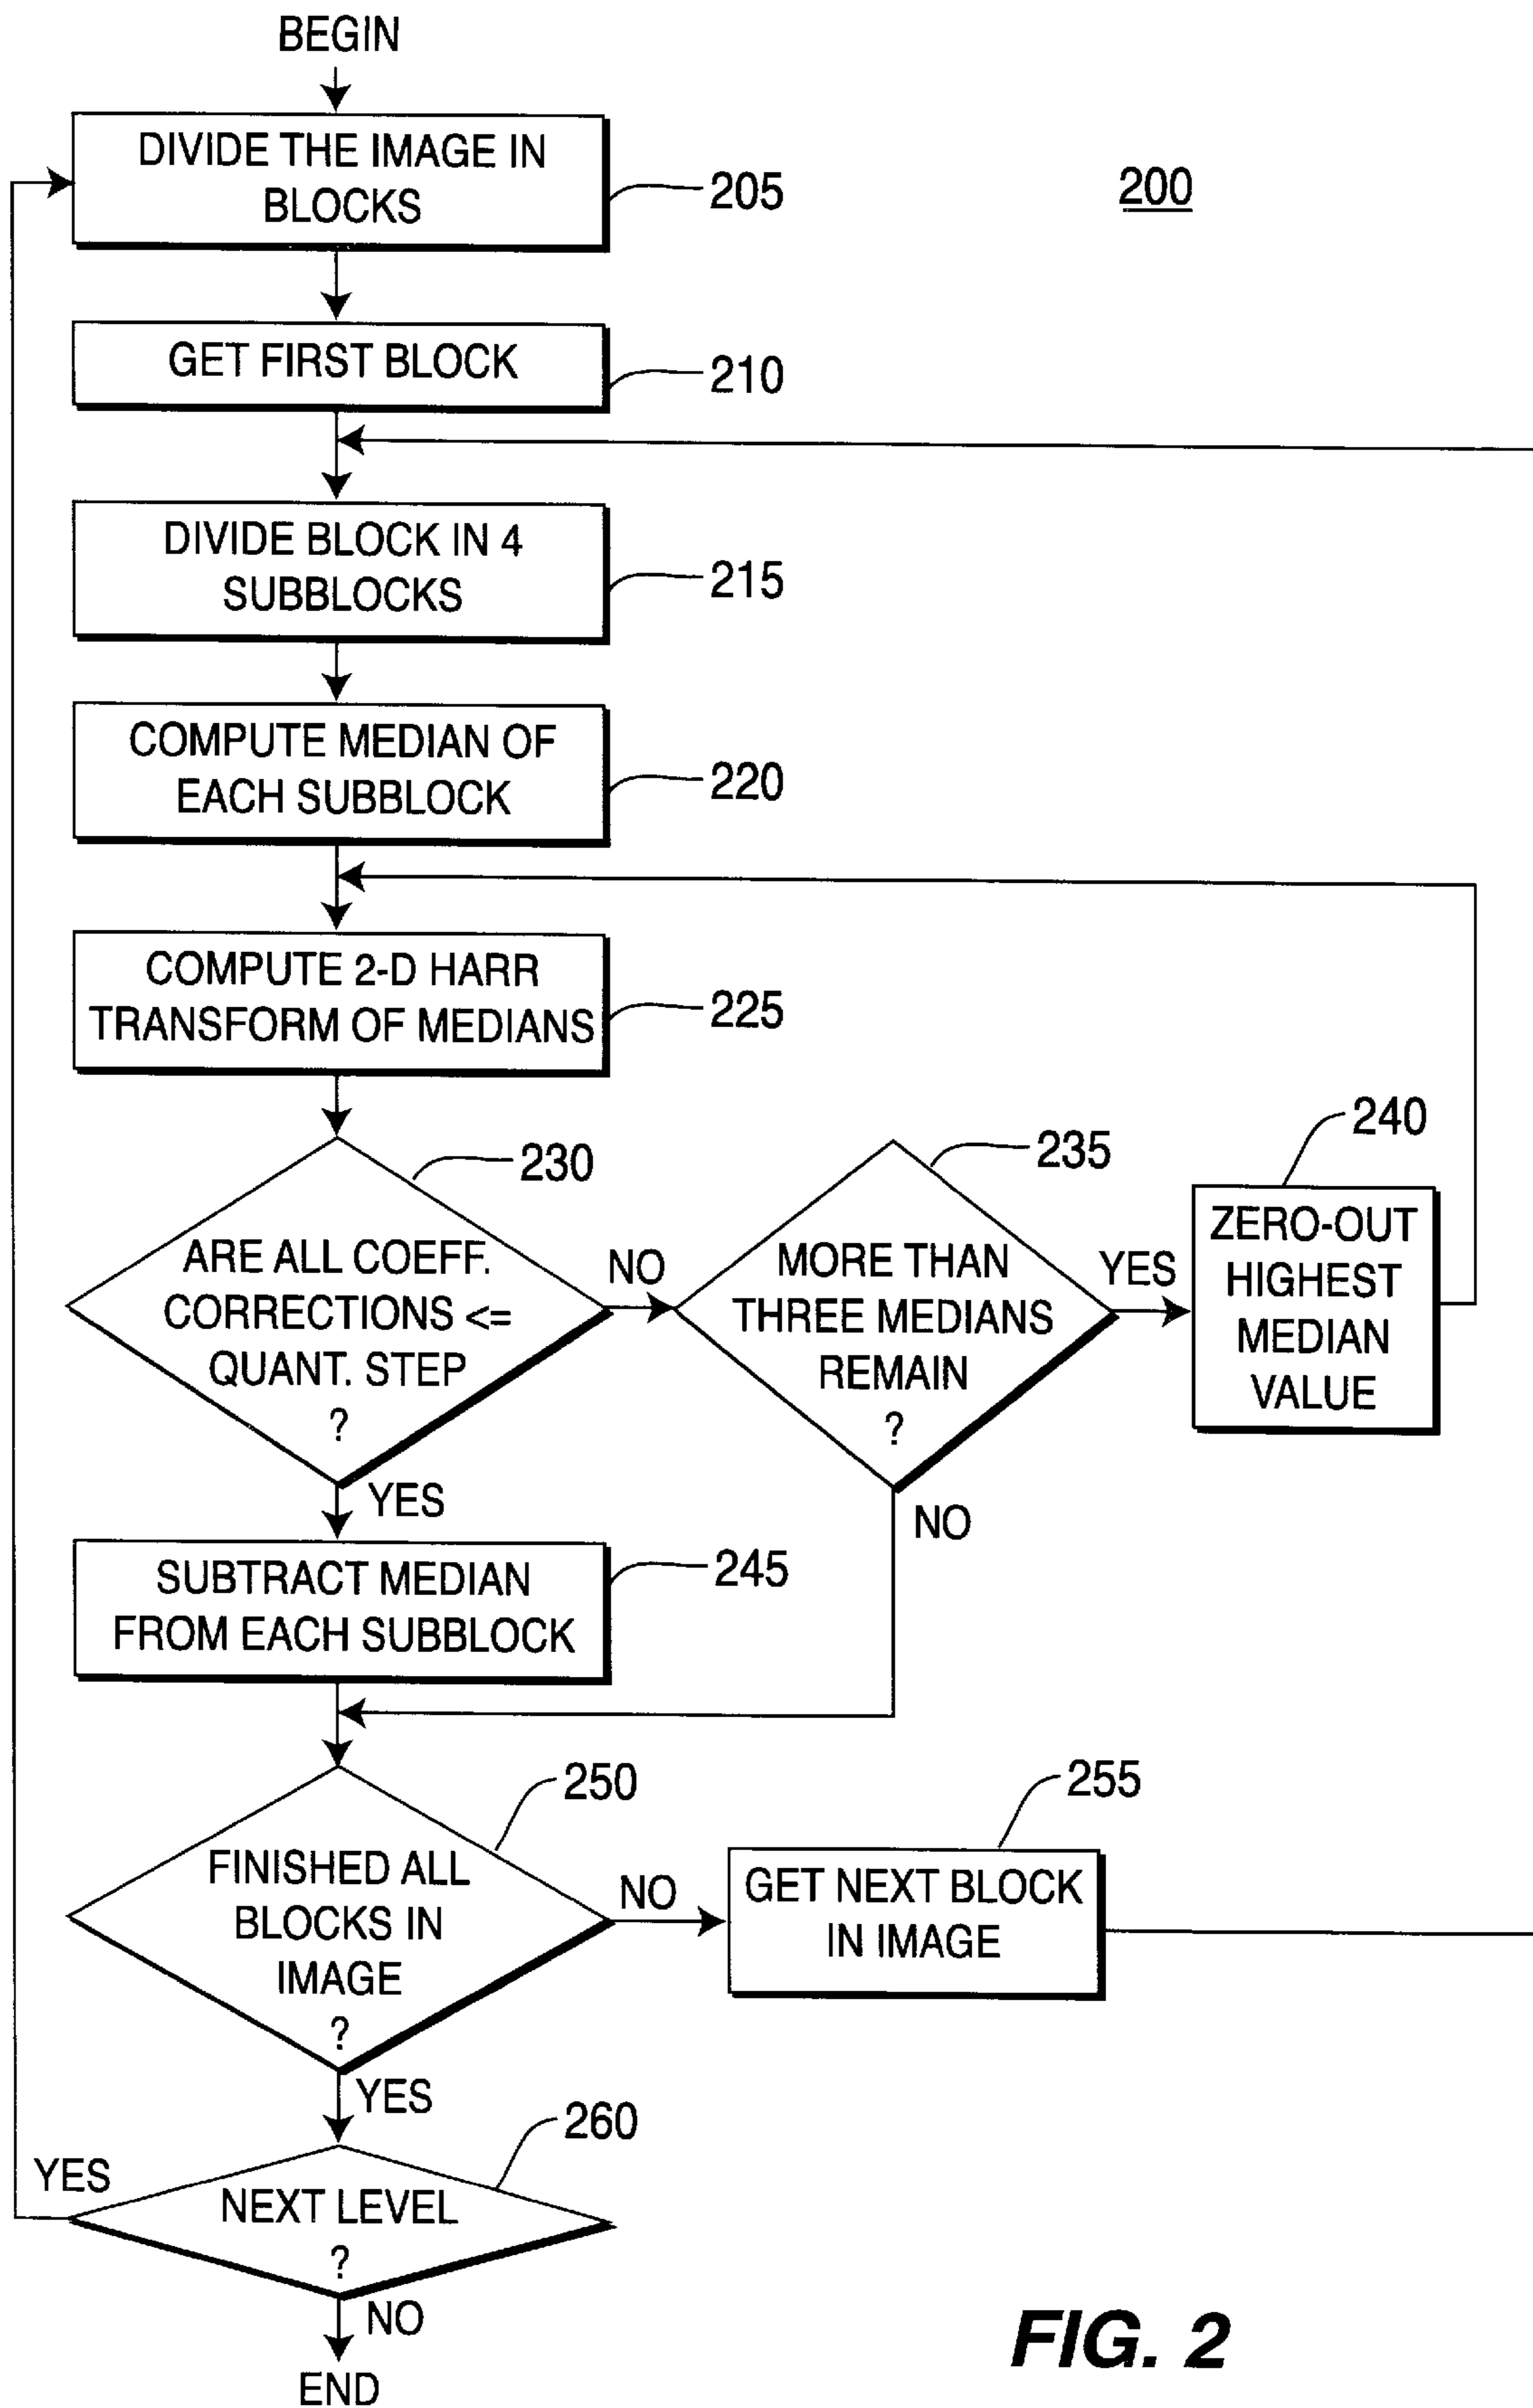 BEGIN
DIVIDE THE IMAGE IN
BLOCKS
205
200
GET FIRST BLOCK
210
DIVIDE BLOCK IN 4
SUBBLOCKS
215
COMPUTE MEDIAN OF
EACH SUBBLOCK
220
COMPUTE 2-D HARR
TRANSFORM OF MEDIANS
225
230
ARE ALL COEFF.
CORRECTIONS <=
QUANT. STEP
?
NO
YES
235
MORE THAN
THREE MEDIANS
REMAIN
?
YES
NO
240
ZERO-OUT
HIGHEST
MEDIAN
VALUE
SUBTRACT MEDIAN
FROM EACH SUBBLOCK
245
250
FINISHED ALL
BLOCKS IN
IMAGE
?
NO
YES
255
GET NEXT BLOCK
IN IMAGE
260
NEXT LEVEL
?
YES
NO
END
FIG. 2